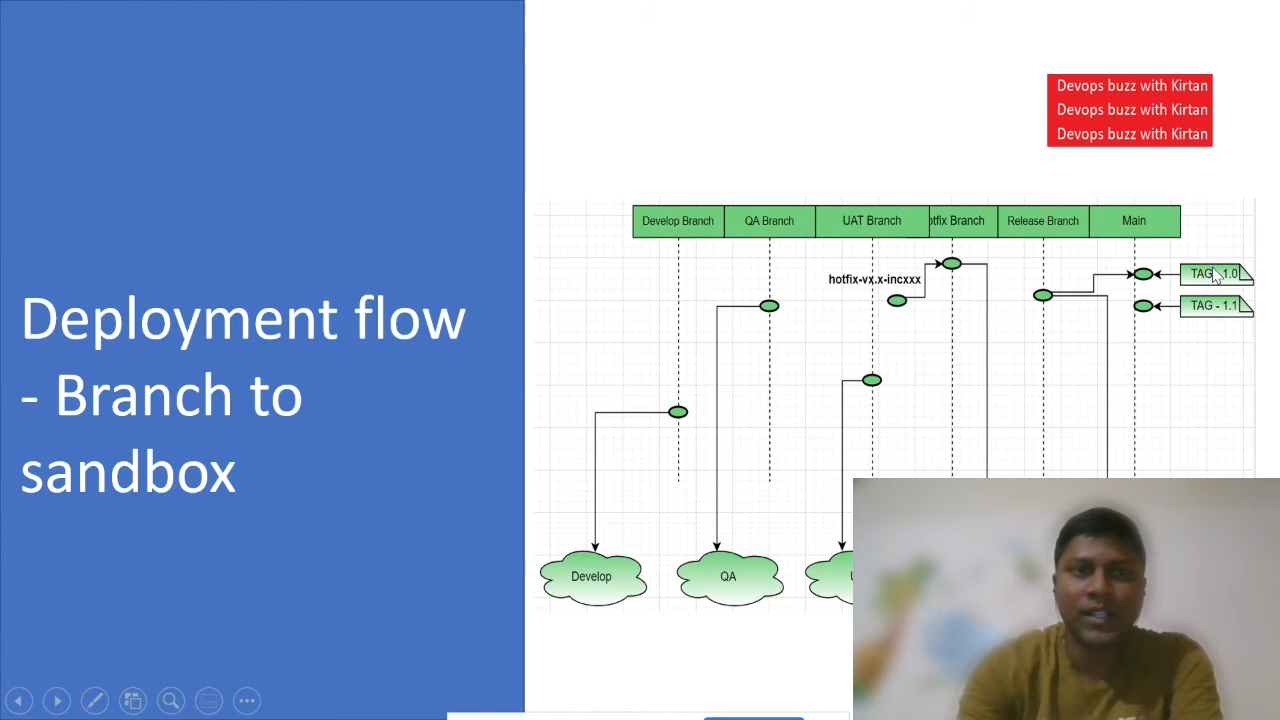 Deployment flow
- Branch to
sandbox
Devops buzz with Kirtan
Devops buzz with Kirtan
Devops buzz with Kirtan
Develop Branch
QA Branch
UAT Branch
otfix Branch
Release Branch
Main
hotfix-vx.x-incxxx
TAG 1.0
TAG - 1.1
Develop
QA